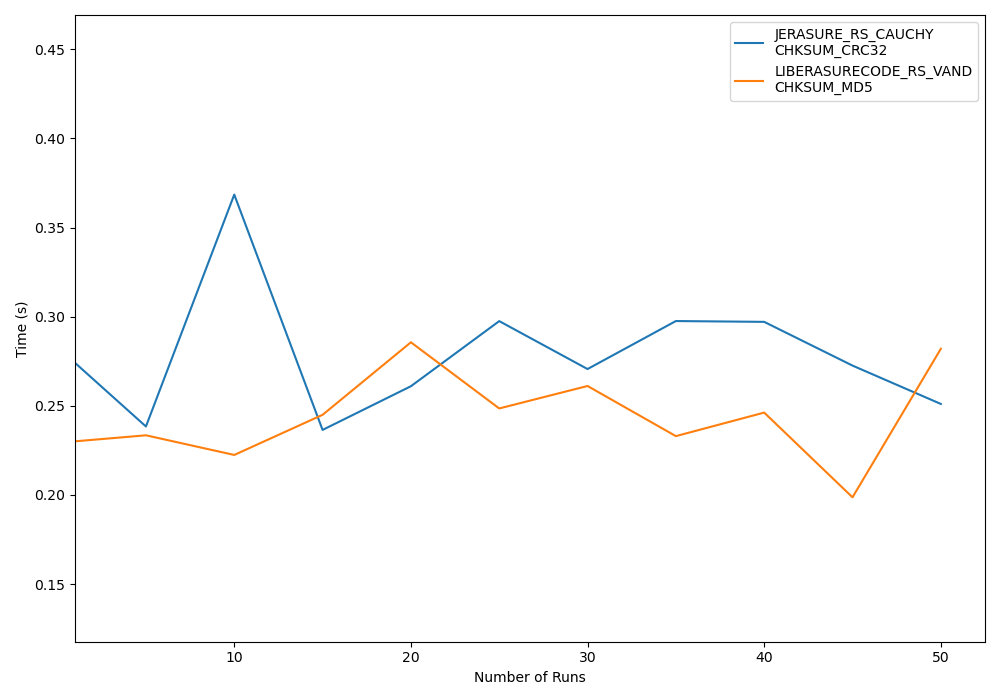 JERASURE_RS_CAUCHY
CHKSUM_CRC32
LIBERASURECODE_RS_VAND
CHKSUM_MD5
0.45
0.40
0.35
0.30
0.25
0.20
0.15
Time (s)
10
20
30
40
50
Number of Runs